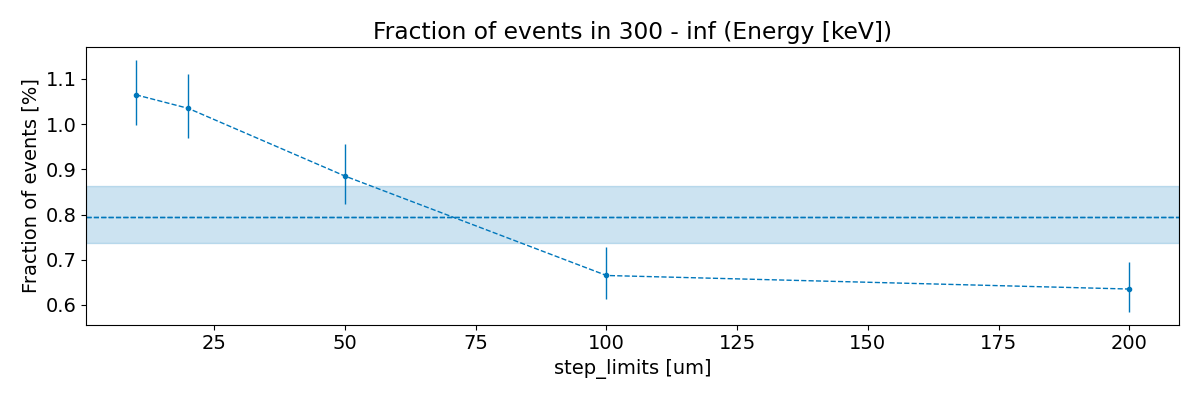 Fraction of events in 300 - inf (Energy [keV])
Fraction of events [%]
1.1
1.0
0.9
0.8
0.7
0.6
25 50 75 100 125 150 175 200
step_limits [um]